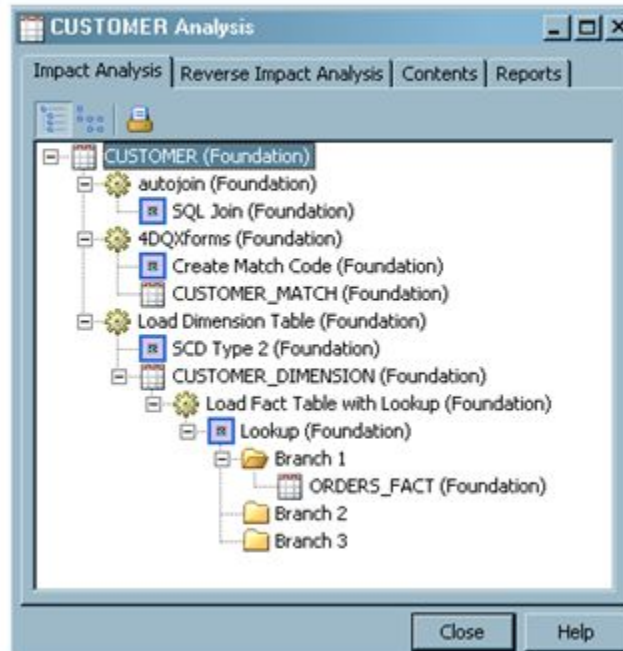 CUSTOMER Analysis
Impact Analysis Reverse Impact Analysis Contents Reports
CUSTOMER (Foundation)
autojoin (Foundation)
SQL Join (Foundation)
4DQXforms (Foundation)
Create Match Code (Foundation)
CUSTOMER_MATCH (Foundation)
Load Dimension Table (Foundation)
SCD Type 2 (Foundation)
CUSTOMER_DIMENSION (Foundation)
Load Fact Table with Lookup (Foundation)
Lookup (Foundation)
Branch 1
ORDERS_FACT (Foundation)
Branch 2
Branch 3
Close Help